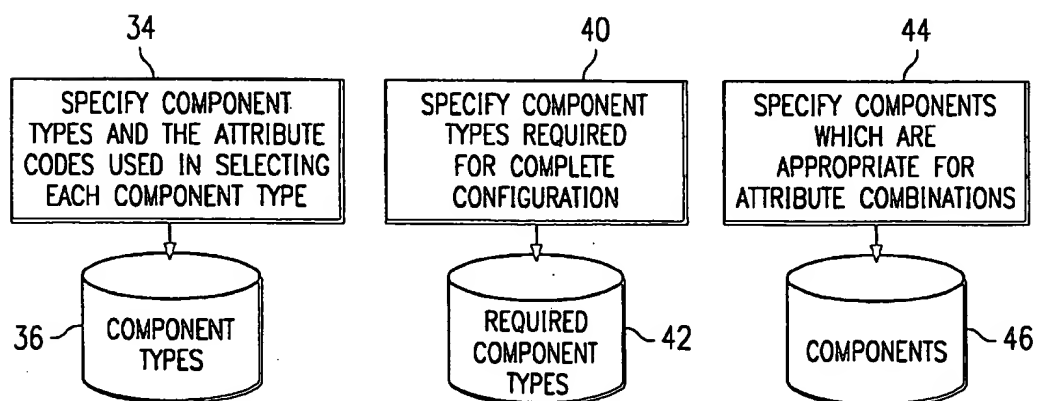 34
SPECIFY COMPONENT
TYPES AND THE ATTRIBUTE
CODES USED IN SELECTING
EACH COMPONENT TYPE
36
COMPONENT
TYPES
40
SPECIFY COMPONENT
TYPES REQUIRED
FOR COMPLETE
CONFIGURATION
REQUIRED
COMPONENT
TYPES
42
44
SPECIFY COMPONENTS
WHICH ARE
APPROPRIATE FOR
ATTRIBUTE COMBINATIONS
COMPONENTS
46